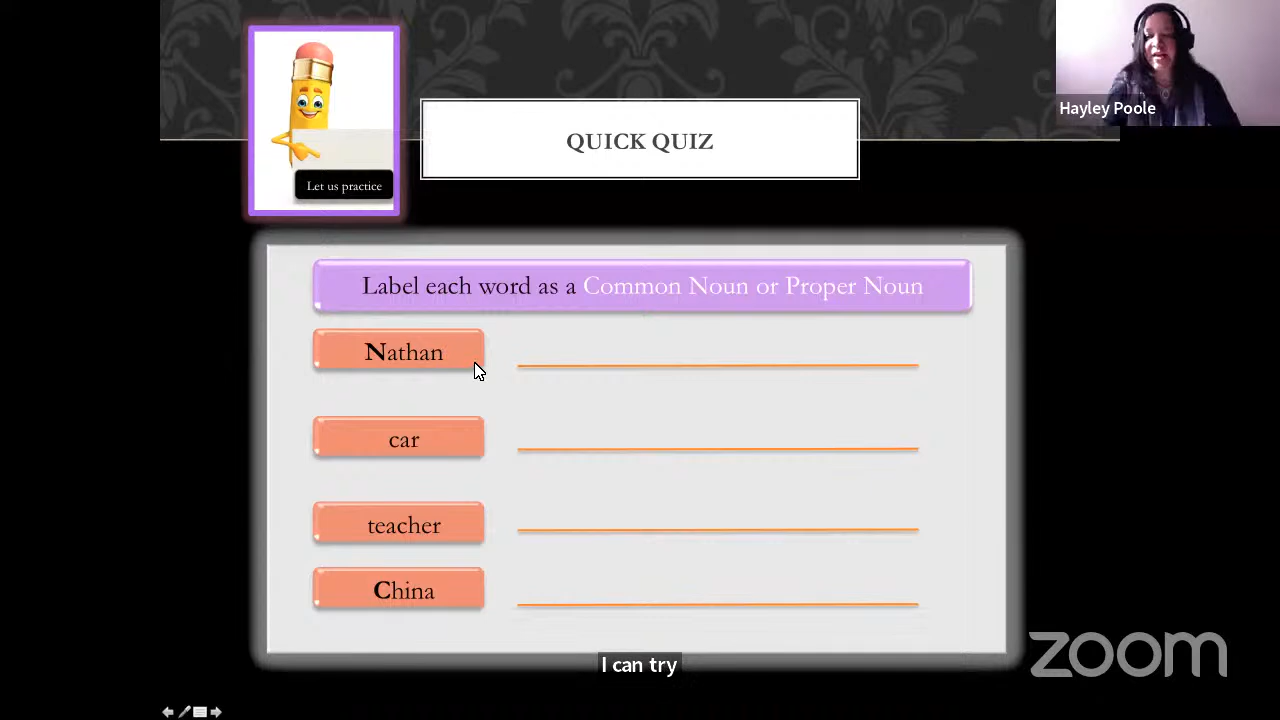 Hayley Poole
QUICK QUIZ
Let us practice
Label each word as a Common Noun or Proper Noun
Nathan
car
teacher
China
I can try
zoom